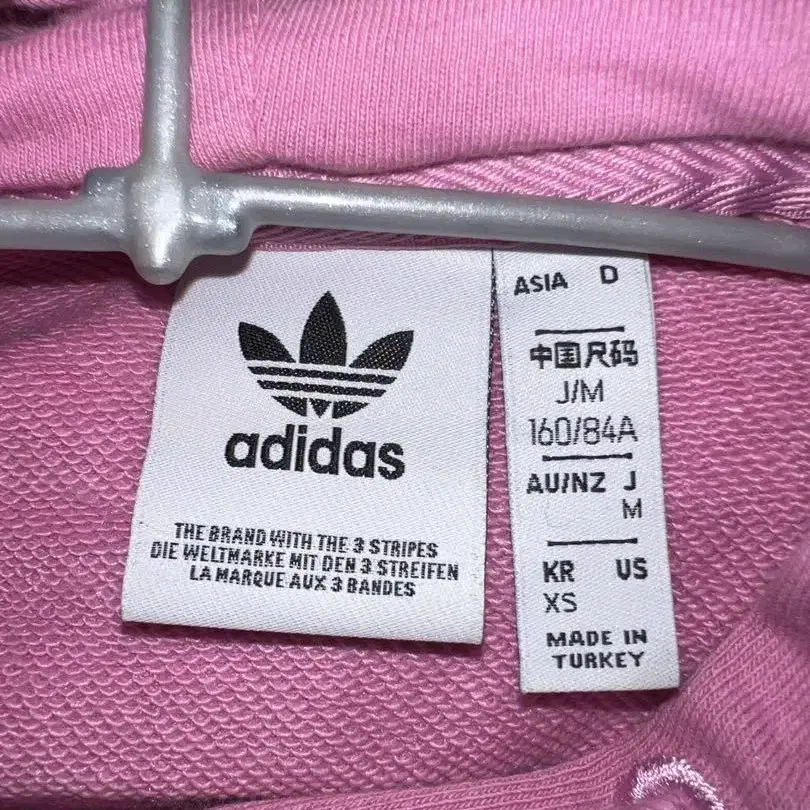 adidas
THE BRAND WITH THE 3 STRIPES
DIE WELTMARKE MIT DEN 3 STREIFEN
LA MARQUE AUX 3 BANDES
ASIA D
中国尺码
J/M
160/84A
AU/NZ J
M
KR US
XS
MADE IN
TURKEY